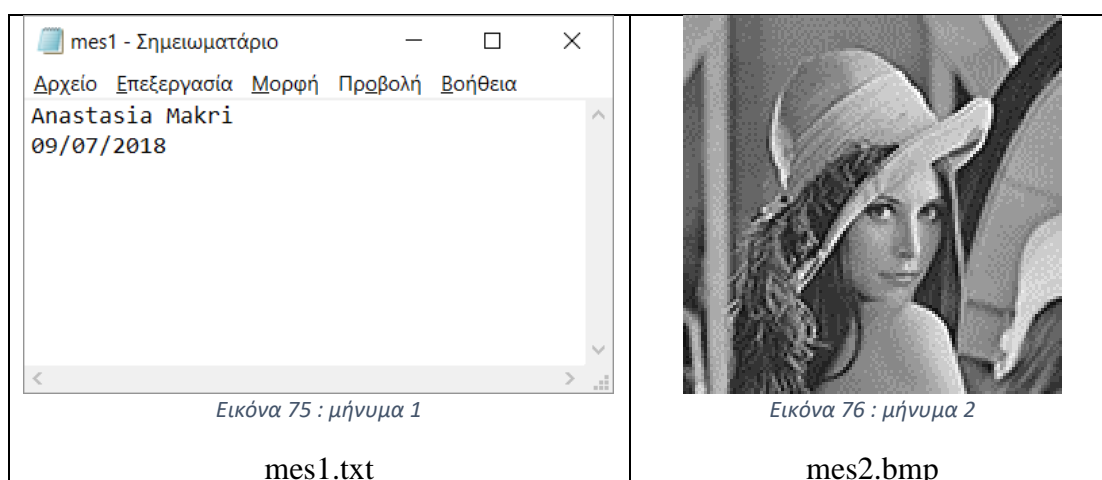 mes1 - Σημειωματάριο
Αρχείο Επεξεργασία Μορφή Προβολή Βοήθεια
Anastasia Makri
09/07/2018
Εικόνα 75 : μήνυμα 1
mes1.txt
Εικόνα 76 : μήνυμα 2
mes2.bmp